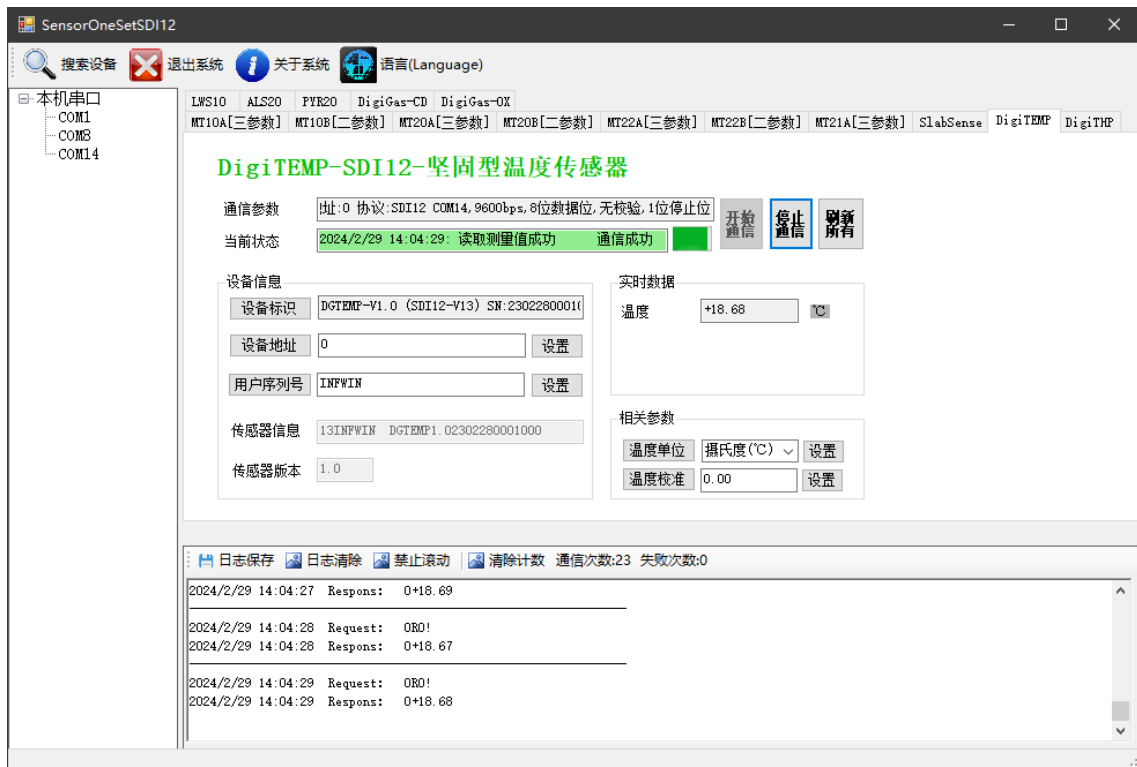 SensorOneSetSDI12
搜索设备 退出系统 关于系统 语言(Language)
本机串口
COM1
COM8
COM14
LWS10 ALS20 PYR20 DigiGas-CD DigiGas-OX
MT10A[三参数] MT10B[二参数] MT20A[三参数] MT20B[二参数] MT22A[三参数] MT22B[二参数] MT21A[三参数] SlabSense DigiTEMP DigiTHP
DigiTEMP-SDI12-坚固型温度传感器
通信参数 址:0 协议:SDI12 COM14,9600bps,8位数据位,无校验,1位停止位
开始通信 停止通信 刷新所有
当前状态 2024/2/29 14:04:29: 读取测量值成功 通信成功
设备信息
设备标识 DGTEMP-V1.0 (SDI12-V13) SN:2302280001
设备地址 0 设置
用户序列号 INFWIN 设置
传感器信息 13INFWIN DGTEMP1.02302280001000
传感器版本 1.0
实时数据
温度 +18.68 ℃
相关参数
温度单位 摄氏度(℃) 设置
温度校准 0.00 设置
日志保存 日志清除 禁止滚动 清除计数 通信次数:23 失败次数:0
2024/2/29 14:04:27 Respons: 0+18.69
2024/2/29 14:04:28 Request: 0R0!
2024/2/29 14:04:28 Respons: 0+18.67
2024/2/29 14:04:29 Request: 0R0!
2024/2/29 14:04:29 Respons: 0+18.68